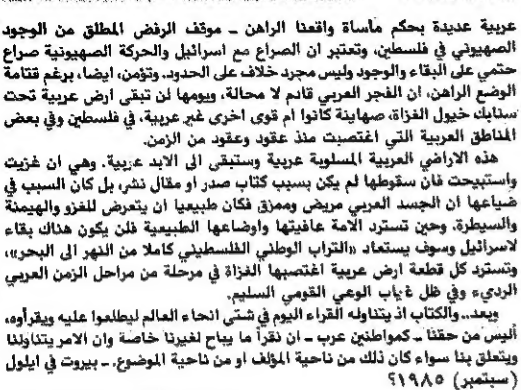 عربية عديدة بحكم مأساة واقعنا الراهن ــ موقف الرفض المطلق من الوجود
الصهيوني في فلسطين، وتعتبر ان الصراع مع اسرائيل والحركة الصهيونية صراع
حتمي على البقاء والوجود وليس مجرد خلاف على الحدود. وتؤمن، ايضا، برغم قتامة
الوضع الراهن، ان الفجر العربي قادم لا محالة، ويومها لن تبقى ارض عربية تحت
سنابك خيول الغزاة، صهاينة كانوا ام قوى اخرى غير عربية، في فلسطين وفي بعض
المناطق العربية التي اغتصبت منذ عقود وعقود من الزمن.
هذه الاراضي العربية المسلوبة عربية وستبقى الى الابد عربية. وهي ان غزيت
واستبيحت فان سقوطها لم يكن بسبب كتاب صدر او مقال نشر، بل كان السبب في
ضياعها ان الجسد العربي مريض وممزق فكان طبيعيا ان يتعرض للغزو والهيمنة
والسيطرة. وحين تسترد الامة عافيتها واوضاعها الطبيعية فلن يكون هناك بقاء
لاسرائيل وسوف يستعاد «التراب الوطني الفلسطيني كاملا من النهر الى البحر»،
وتسترد كل قطعة ارض عربية اغتصبها الغزاة في مرحلة من مراحل الزمن العربي
الرديء وفي ظل غياب الوعي القومي السليم.
وبعد.. والكتاب اذ يتناوله القراء اليوم في شتى انحاء العالم ليطلعوا عليه ويقرأوه،
أليس من حقنا ــ كمواطنين عرب ــ ان نقرأ ما يباح لغيرنا خاصة وان الامر يتناولنا
ويتعلق بنا سواء كان ذلك من ناحية المؤلف او من ناحية الموضوع. ــ بيروت في ايلول
(سبتمبر) ١٩٨٥؟